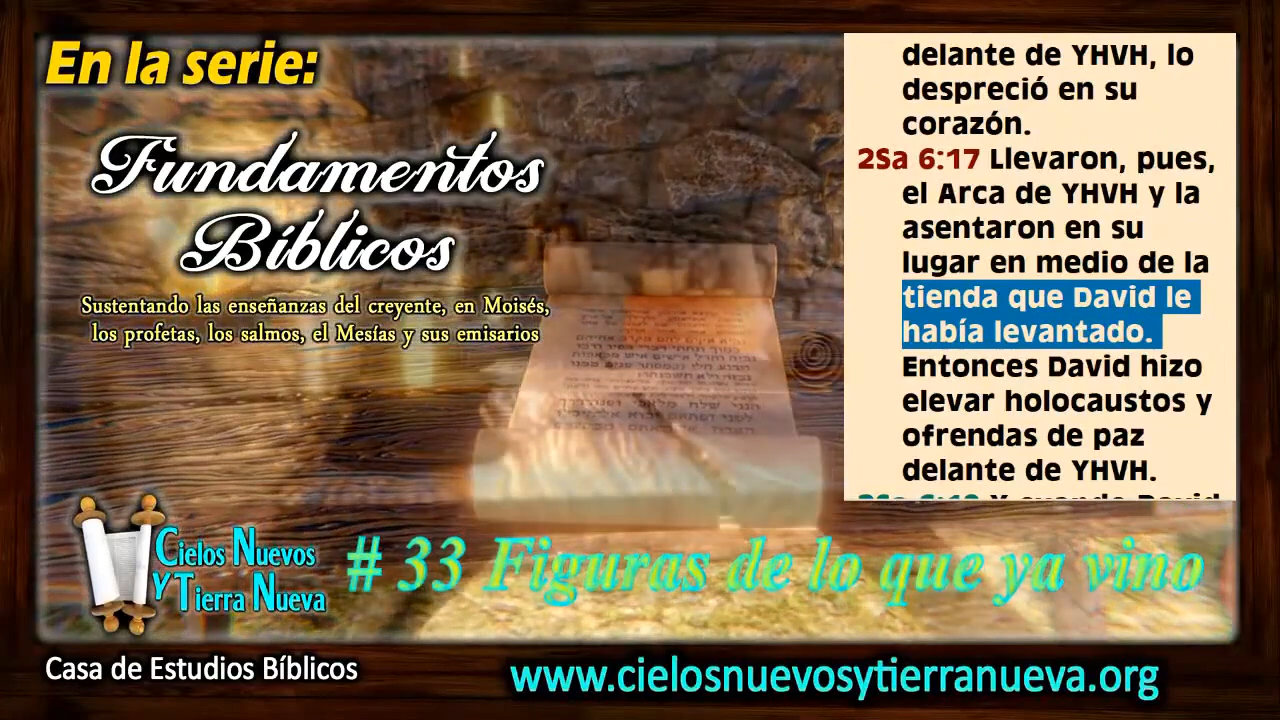 En la serie:
Fundamentos
Bíblicos
Sustentando las enseñanzas del creyente, en Moisés,
los profetas, los salmos, el Mesías y sus emisarios
delante de YHVH, lo
despreció en su
corazón.
2Sa 6:17 Llevaron, pues,
el Arca de YHVH y la
asentaron en su
lugar en medio de la
tienda que David le
había levantado.
Entonces David hizo
elevar holocaustos y
ofrendas de paz
delante de YHVH.
Cielos Nuevos
Y Tierra Nueva
# 33 Figuras de lo que ya vino
Casa de Estudios Bíblicos
www.cielosnuevosytierranueva.org